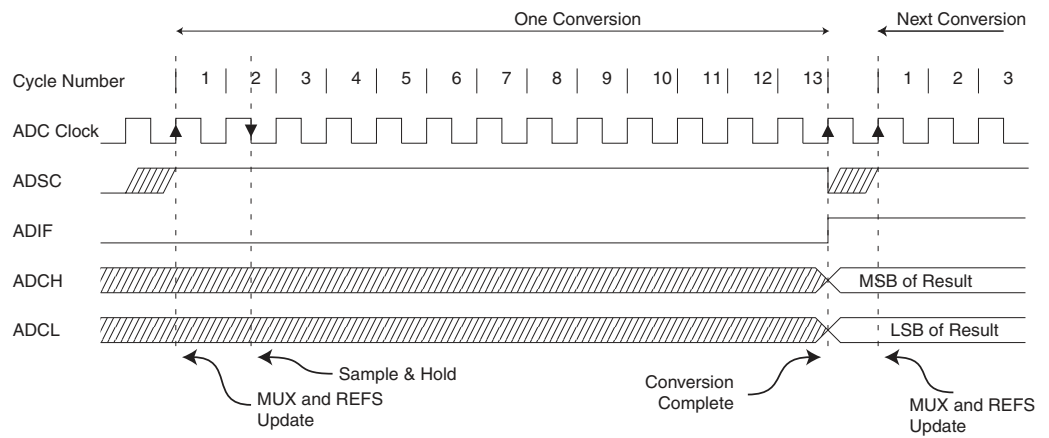 One Conversion
Next Conversion
Cycle Number 1 2 3 4 5 6 7 8 9 10 11 12 13 1 2 3
ADC Clock
ADSC
ADIF
ADCH
MSB of Result
ADCL
LSB of Result
Sample & Hold
MUX and REFS
Update
Conversion
Complete
MUX and REFS
Update